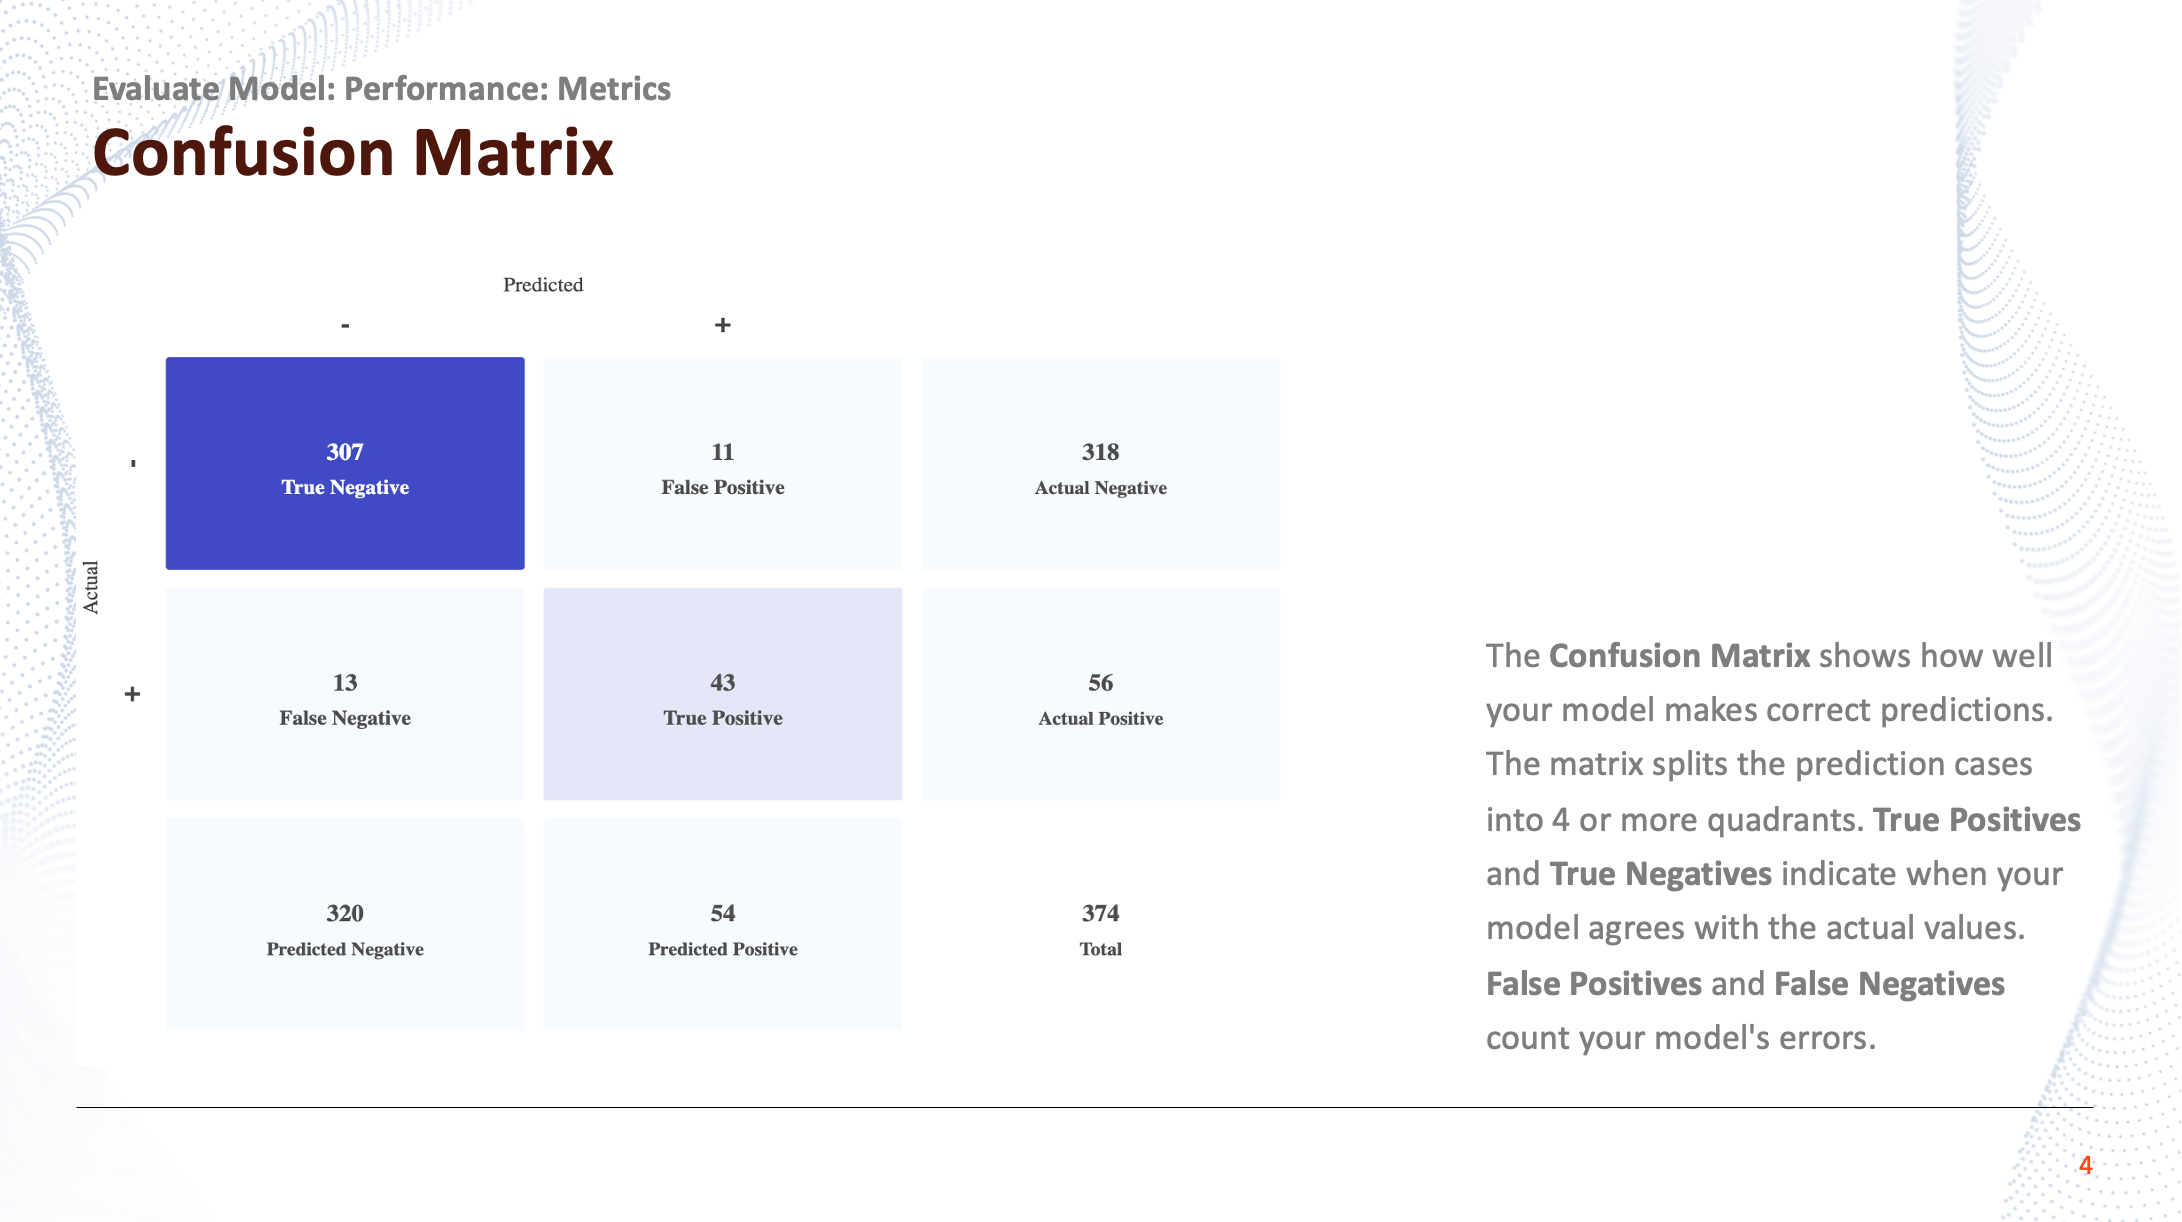 Evaluate Model: Performance: Metrics
Confusion Matrix
Predicted
- +
-
307 11 318
True Negative False Positive Actual Negative
Actual
+
13 43 56
False Negative True Positive Actual Positive
320 54 374
Predicted Negative Predicted Positive Total
The Confusion Matrix shows how well
your model makes correct predictions.
The matrix splits the prediction cases
into 4 or more quadrants. True Positives
and True Negatives indicate when your
model agrees with the actual values.
False Positives and False Negatives
count your model's errors.
4